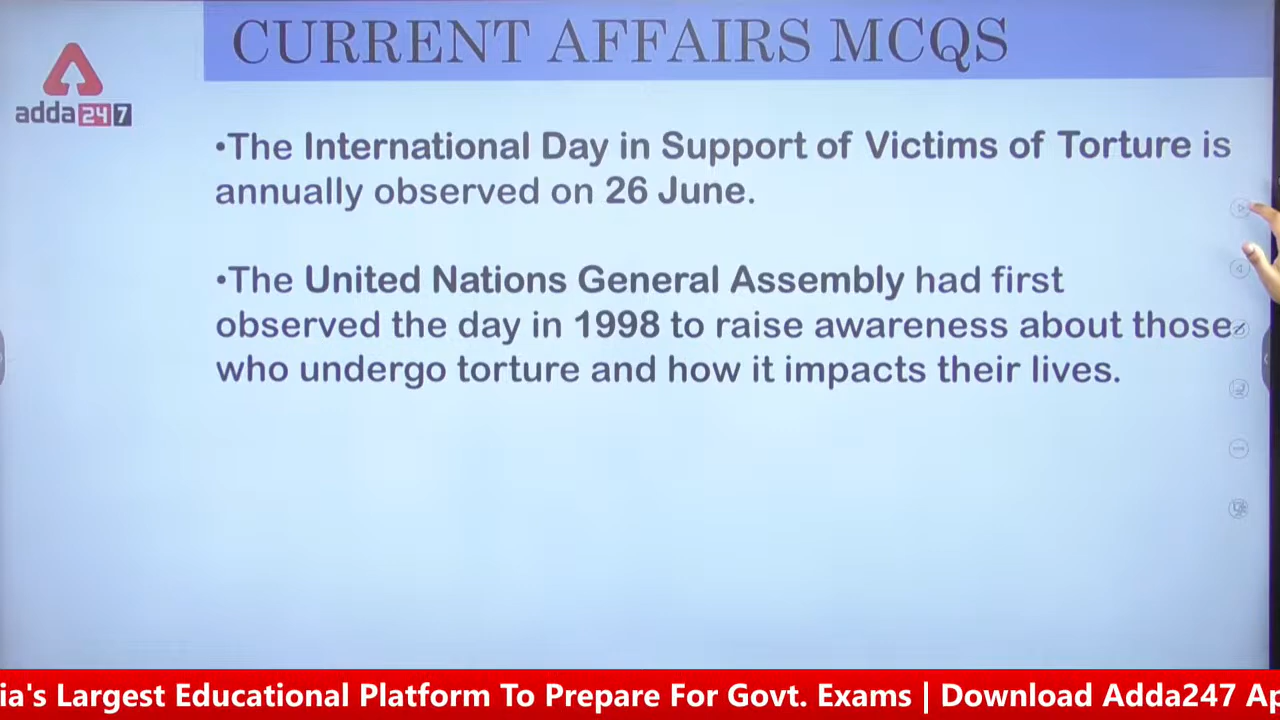 CURRENT AFFAIRS MCQS
adda247
•The International Day in Support of Victims of Torture is
annually observed on 26 June.
•The United Nations General Assembly had first
observed the day in 1998 to raise awareness about those
who undergo torture and how it impacts their lives.
ia's Largest Educational Platform To Prepare For Govt. Exams | Download Adda247 Ap